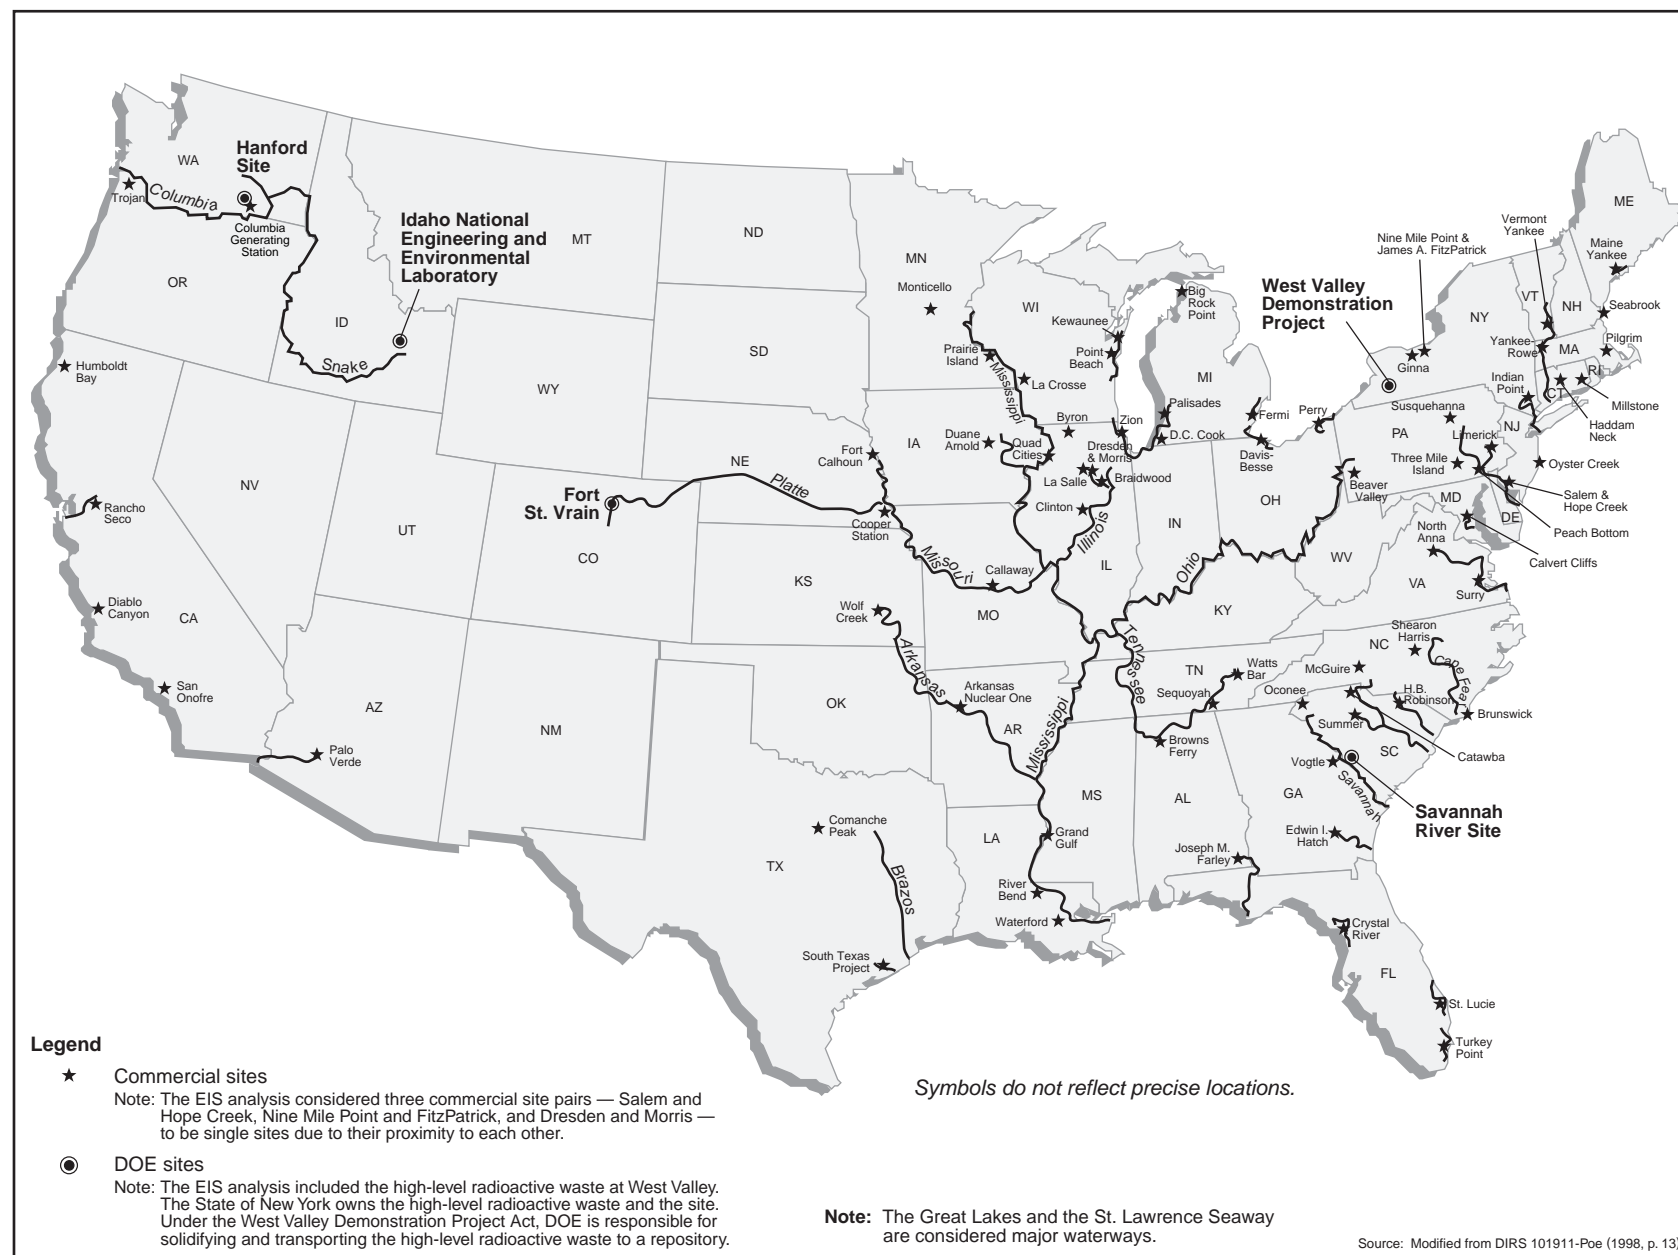 WA
Hanford
Site
Trojan
Columbia
Columbia
Generating
Station
Idaho National
Engineering and
Environmental
Laboratory
MT
ND
MN
Monticello
OR
ID
Snake
SD
WY
WI
Kewaunee
Point
Beach
Big
Rock
Point
Prairie
Island
Mississippi
La Crosse
MI
West Valley
Demonstration
Project
Nine Mile Point &
James A. FitzPatrick
Vermont
Yankee
ME
Maine
Yankee
VT
NH
Seabrook
NY
Ginna
Yankee-
Rowe
MA
Pilgrim
RI
CT
Indian
Point
Millstone
Haddam
Neck
Humboldt
Bay
NV
UT
Rancho
Seco
CA
Diablo
Canyon
San
Onofre
NE
Platte
Fort
St. Vrain
CO
Fort
Calhoun
Cooper
Station
IA
Duane
Arnold
Quad
Cities
Byron
Zion
Dresden
& Morris
La Salle
Braidwood
Clinton
Illinois
IL
Palisades
D.C. Cook
Fermi
Davis-
Besse
Perry
Susquehanna
PA
Limerick
NJ
Three Mile
Island
Oyster Creek
Salem &
Hope Creek
Peach Bottom
Calvert Cliffs
Beaver
Valley
MD
DE
North
Anna
OH
IN
WV
VA
Surry
Ohio
KY
Missouri
Callaway
MO
KS
Wolf
Creek
Arkansas
Arkansas
Nuclear One
AR
OK
AZ
NM
Palo
Verde
Mississippi
Tennessee
TN
Watts
Bar
Sequoyah
Browns
Ferry
Shearon
Harris
NC
McGuire
Cape Fear
Oconee
H.B.
Robinson
Brunswick
Summer
SC
Catawba
Vogtle
Savannah
Savannah
River Site
MS
AL
GA
Edwin I.
Hatch
Joseph M.
Farley
TX
Comanche
Peak
Brazos
South Texas
Project
LA
Grand
Gulf
River
Bend
Waterford
Crystal
River
FL
St. Lucie
Turkey
Point
Symbols do not reflect precise locations.
Legend
Commercial sites
Note: The EIS analysis considered three commercial site pairs — Salem and
Hope Creek, Nine Mile Point and FitzPatrick, and Dresden and Morris —
to be single sites due to their proximity to each other.
DOE sites
Note: The EIS analysis included the high-level radioactive waste at West Valley.
The State of New York owns the high-level radioactive waste and the site.
Under the West Valley Demonstration Project Act, DOE is responsible for
solidifying and transporting the high-level radioactive waste to a repository.
Note: The Great Lakes and the St. Lawrence Seaway
are considered major waterways.
Source: Modified from DIRS 101911-Poe (1998, p. 13)